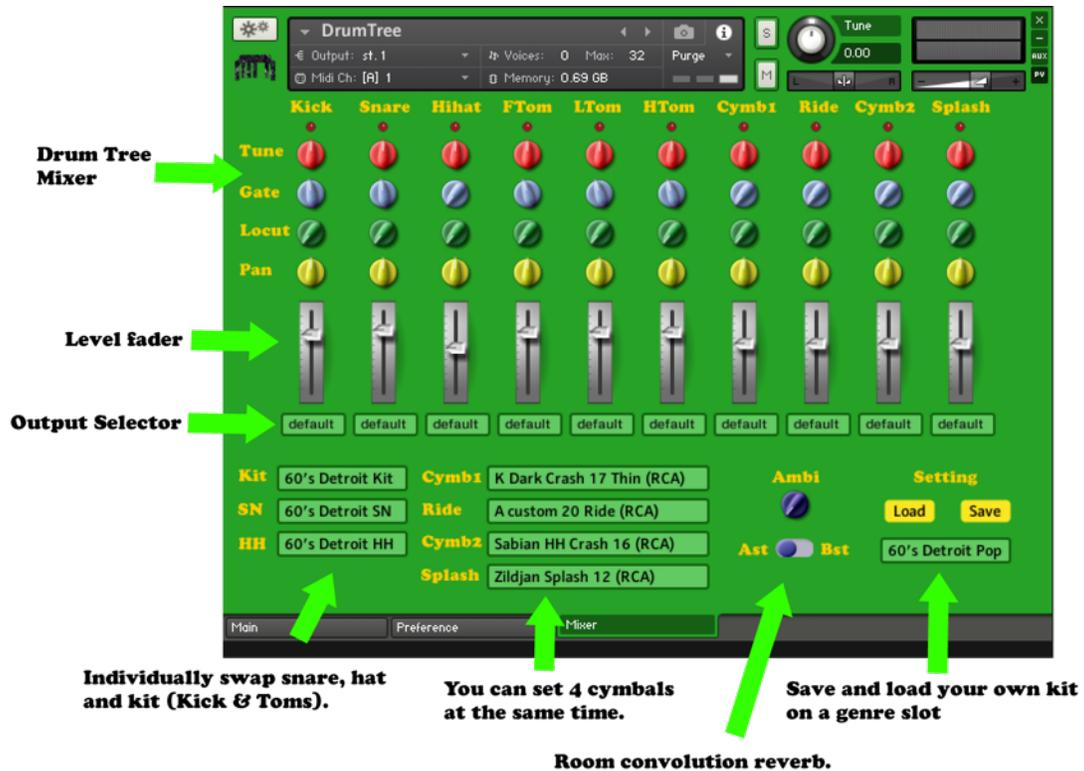 DrumTree
Output: st. 1
Voices: 0 Max: 32
Purge
Midi Ch: [A] 1
Memory: 0.69 GB
S
M
Tune
0.00
L R
- +
×
-
AUX
PV
Kick Snare Hihat FTom LTom HTom Cymb1 Ride Cymb2 Splash
Drum Tree
Mixer
Tune
Gate
Locut
Pan
Level fader
Output Selector
default default default default default default default default default default
Kit 60's Detroit Kit
SN 60's Detroit SN
HH 60's Detroit HH
Cymb1 K Dark Crash 17 Thin (RCA)
Ride A custom 20 Ride (RCA)
Cymb2 Sabian HH Crash 16 (RCA)
Splash Zildjan Splash 12 (RCA)
Ambi
Ast Bst
Setting
Load Save
60's Detroit Pop
Main Preference Mixer
Individually swap snare, hat
and kit (Kick & Toms).
You can set 4 cymbals
at the same time.
Save and load your own kit
on a genre slot
Room convolution reverb.